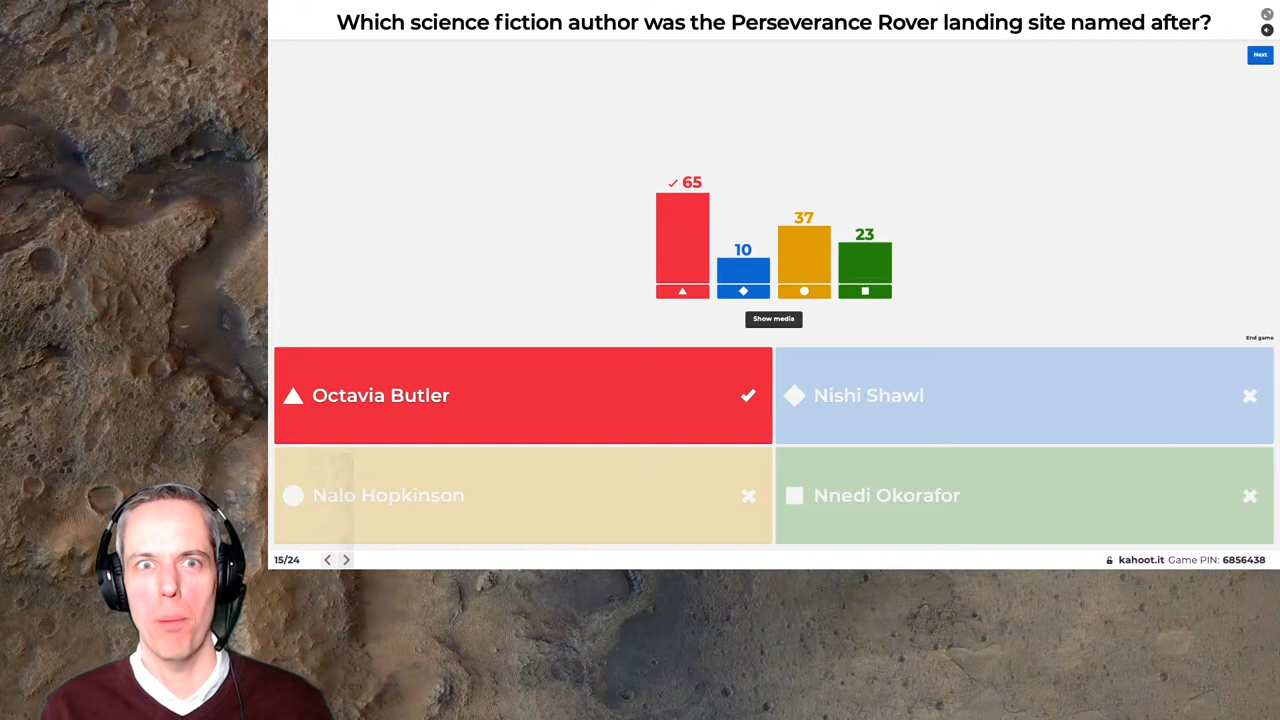 Which science fiction author was the Perseverance Rover landing site named after?
Next
65
10
37
23
Show media
End game
Octavia Butler
Nishi Shawl
Nalo Hopkinson
Nnedi Okorafor
15/24
kahoot.it Game PIN: 6856438